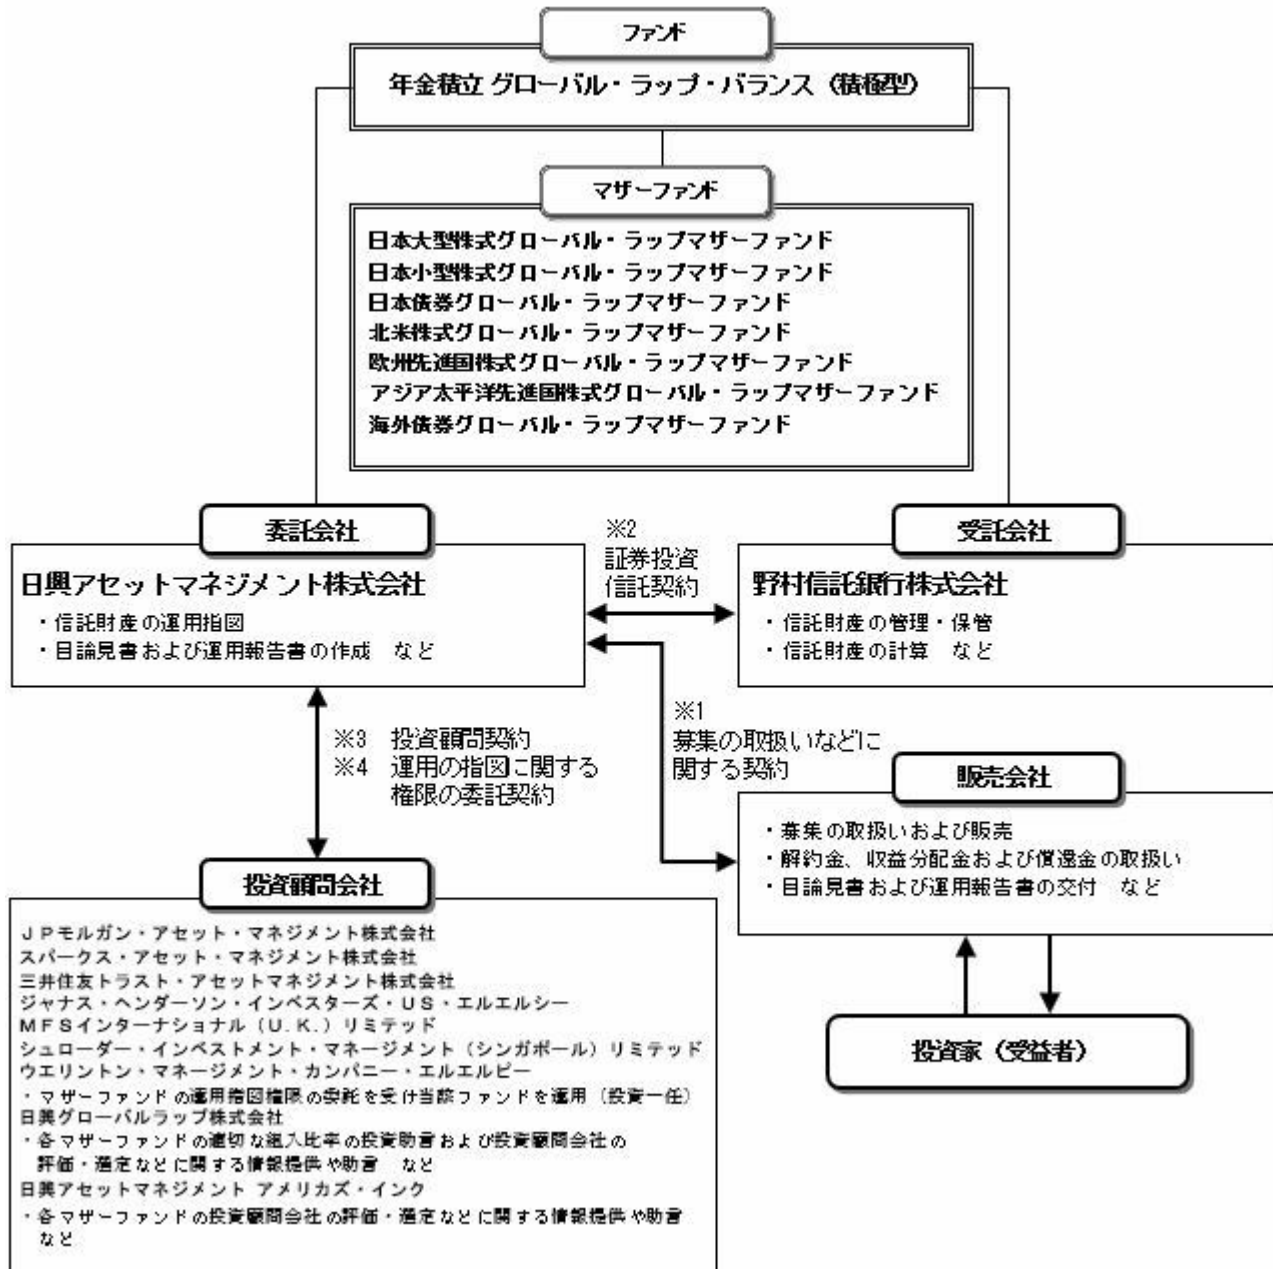 ファンド
年金積立 グローバル・ラップ・バランス（積極型）
マザーファンド
日本大型株式グローバル・ラップマザーファンド
日本小型株式グローバル・ラップマザーファンド
日本債券グローバル・ラップマザーファンド
北米株式グローバル・ラップマザーファンド
欧州先進国株式グローバル・ラップマザーファンド
アジア太平洋先進国株式グローバル・ラップマザーファンド
海外債券グローバル・ラップマザーファンド
委託会社
日興アセットマネジメント株式会社
・信託財産の運用指図
・目論見書および運用報告書の作成　など
※2
証券投資
信託契約
受託会社
野村信託銀行株式会社
・信託財産の管理・保管
・信託財産の計算　など
※3　投資顧問契約
※4　運用の指図に関する
権限の委託契約
※1
募集の取扱いなどに
関する契約
販売会社
・募集の取扱いおよび販売
・解約金、収益分配金および償還金の取扱い
・目論見書および運用報告書の交付　など
投資顧問会社
ＪＰモルガン・アセット・マネジメント株式会社
スパークス・アセット・マネジメント株式会社
三井住友トラスト・アセットマネジメント株式会社
ジャナス・ヘンダーソン・インベスターズ・ＵＳ・エルエルシー
ＭＦＳインターナショナル（Ｕ．Ｋ．）リミテッド
シュローダー・インベストメント・マネージメント（シンガポール）リミテッド
ウエリントン・マネージメント・カンパニー・エルエルピー
・マザーファンドの運用指図権限の委託を受け当該ファンドを運用（投資一任）
日興グローバルラップ株式会社
・各マザーファンドの適切な組入比率の投資助言および投資顧問会社の
評価・選定などに関する情報提供や助言　など
日興アセットマネジメント アメリカズ・インク
・各マザーファンドの投資顧問会社の評価・選定などに関する情報提供や助言
など
投資家（受益者）